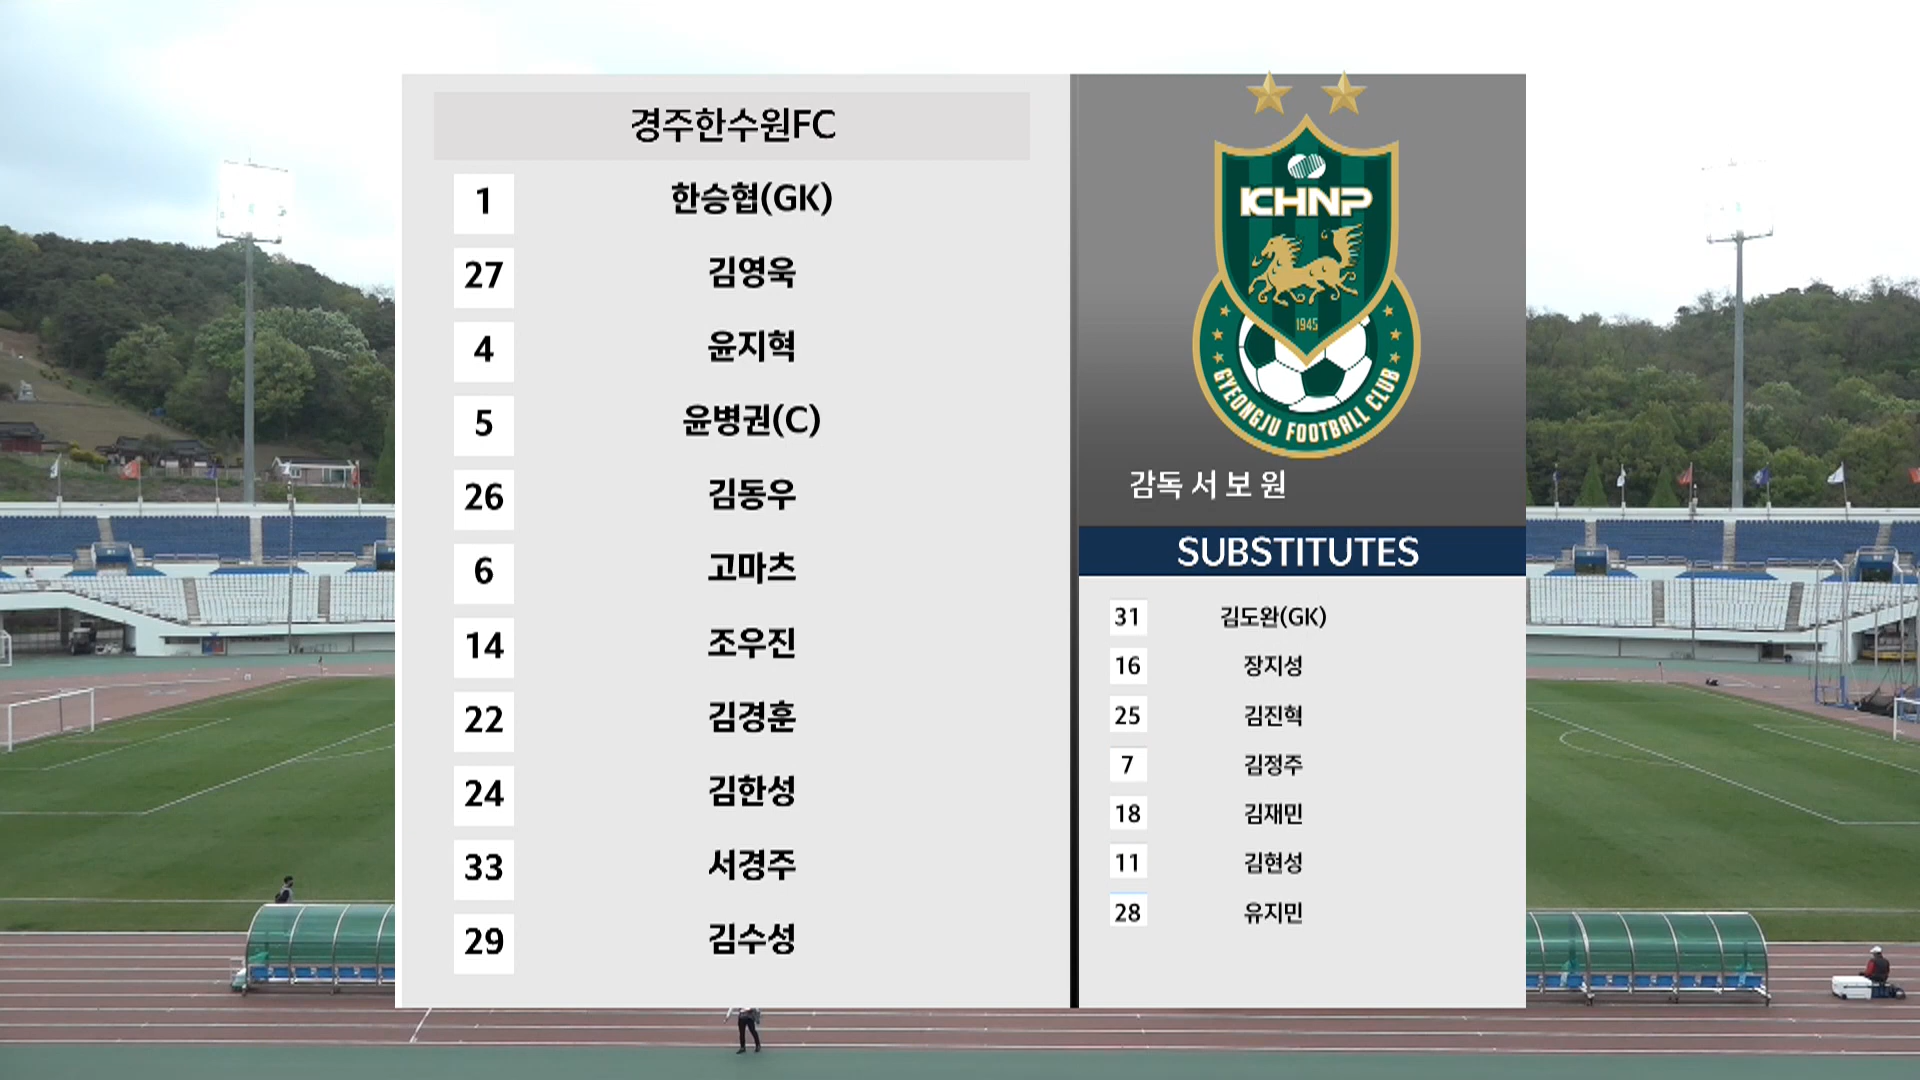 경주한수원FC
1 한승협(GK)
27 김영욱
4 윤지혁
5 윤병권(C)
26 김동우
6 고마츠
14 조우진
22 김경훈
24 김한성
33 서경주
29 김수성
KHNP
1945
GYEONGJU FOOTBALL CLUB
감독 서 보 원
SUBSTITUTES
31 김도완(GK)
16 장지성
25 김진혁
7 김정주
18 김재민
11 김현성
28 유지민